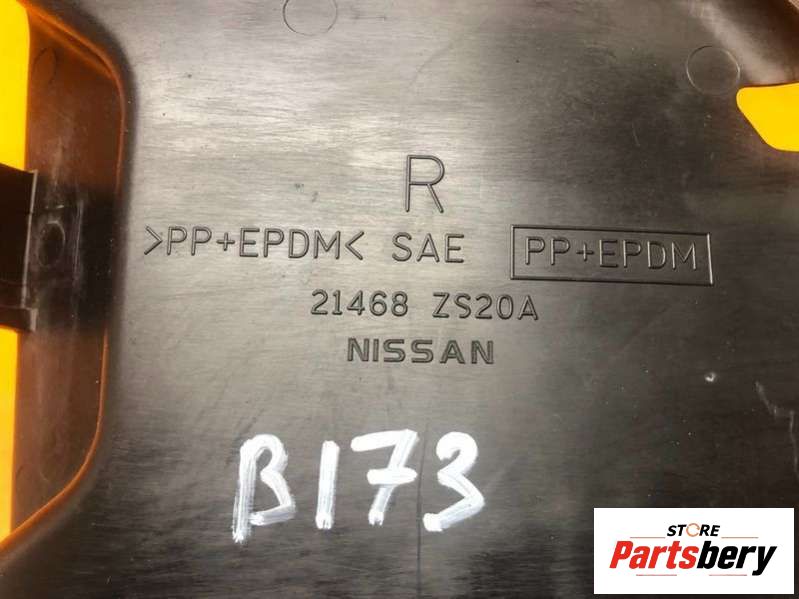 R
>PP+EPDM< SAE PP+EPDM
21468 ZS20A
NISSAN
B173
STORE
Partsbery